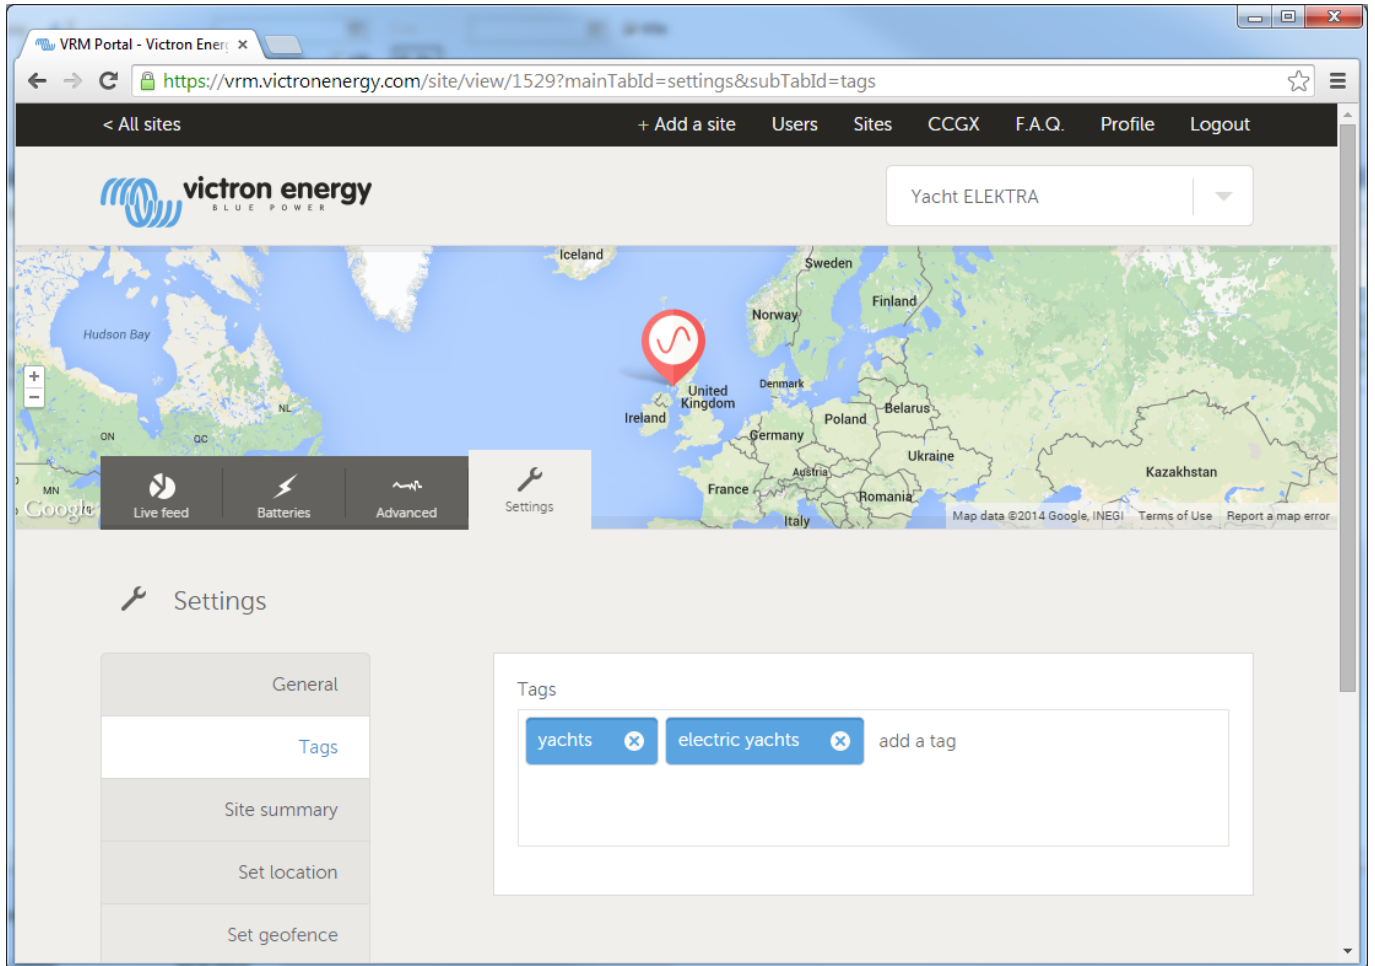 VRM Portal - Victron Ener
https://vrm.victronenergy.com/site/view/1529?mainTabId=settings&subTabId=tags
< All sites
+ Add a site Users Sites CCGX F.A.Q. Profile Logout
victron energy
BLUE POWER
Yacht ELEKTRA
Iceland
Sweden
Finland
Norway
Hudson Bay
United
Kingdom
Denmark
Ireland
NL
Poland
Belarus
ON
QC
Germany
Ukraine
Austria
Kazakhstan
MN
France
Romania
Italy
Google
Map data ©2014 Google, INEGI Terms of Use Report a map error
Live feed
Batteries
Advanced
Settings
Settings
General
Tags
Site summary
Set location
Set geofence
Tags
yachts
electric yachts
add a tag